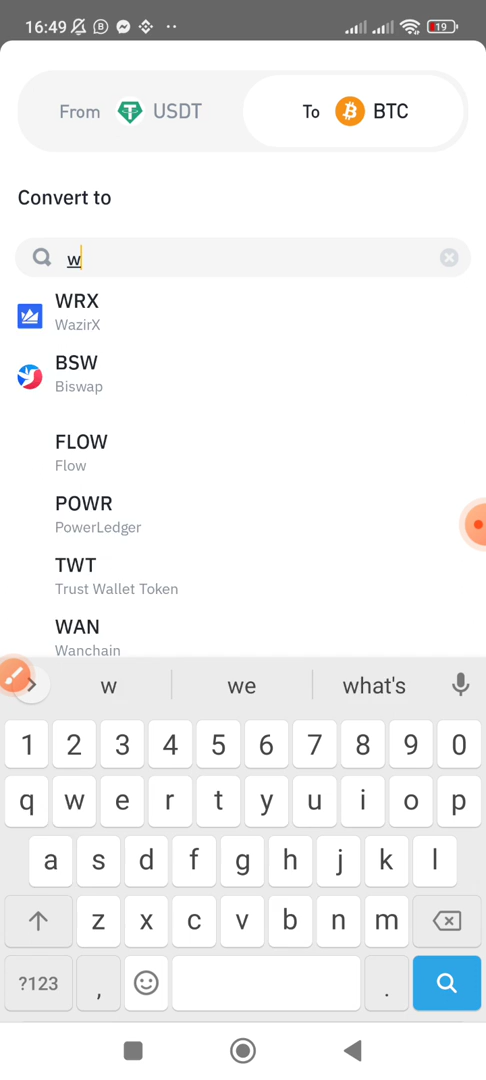 16:49 19
From USDT To BTC
Convert to
w
WRX
WazirX
BSW
Biswap
FLOW
Flow
POWR
PowerLedger
TWT
Trust Wallet Token
WAN
Wanchain
w we what's
1 2 3 4 5 6 7 8 9 0
q w e r t y u i o p
a s d f g h j k l
z x c v b n m
?123 , .